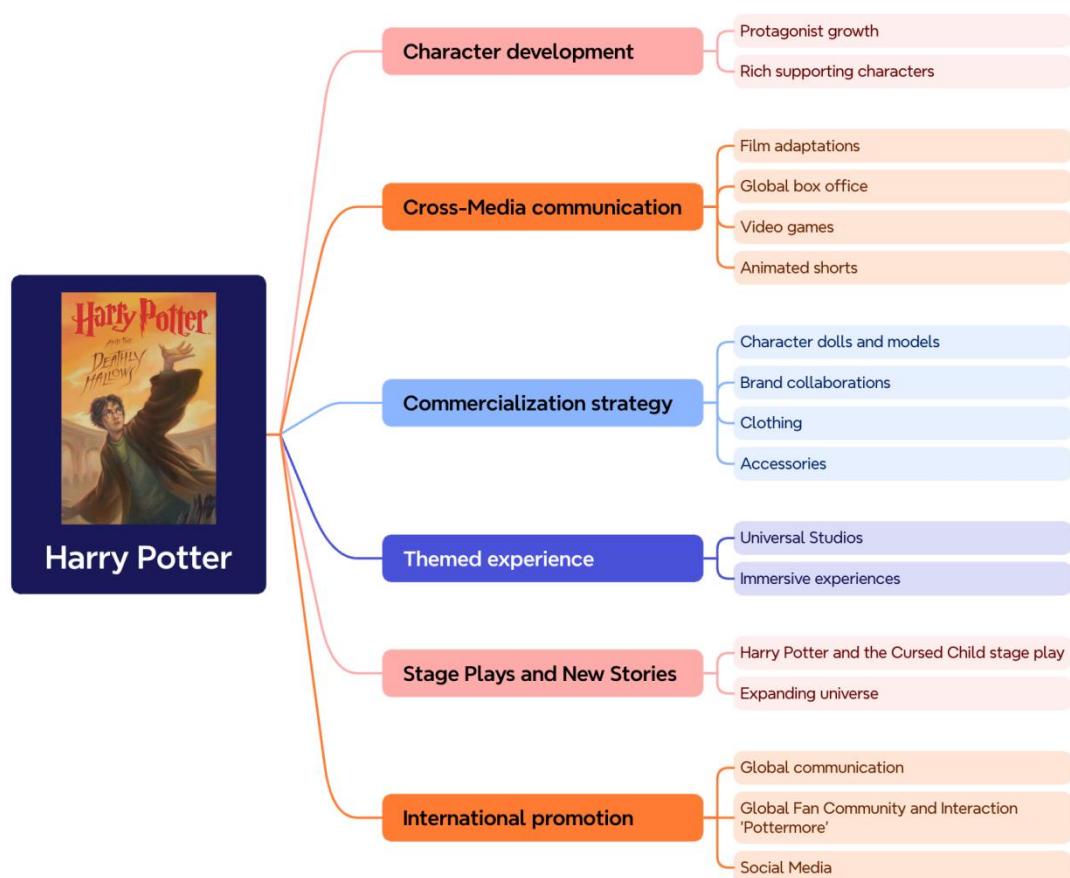 Harry Potter
AND THE
DEATHLY
HALLOWS
Harry Potter
Character development
Protagonist growth
Rich supporting characters
Cross-Media communication
Film adaptations
Global box office
Video games
Animated shorts
Commercialization strategy
Character dolls and models
Brand collaborations
Clothing
Accessories
Themed experience
Universal Studios
Immersive experiences
Stage Plays and New Stories
Harry Potter and the Cursed Child stage play
Expanding universe
International promotion
Global communication
Global Fan Community and Interaction
'Pottermore'
Social Media